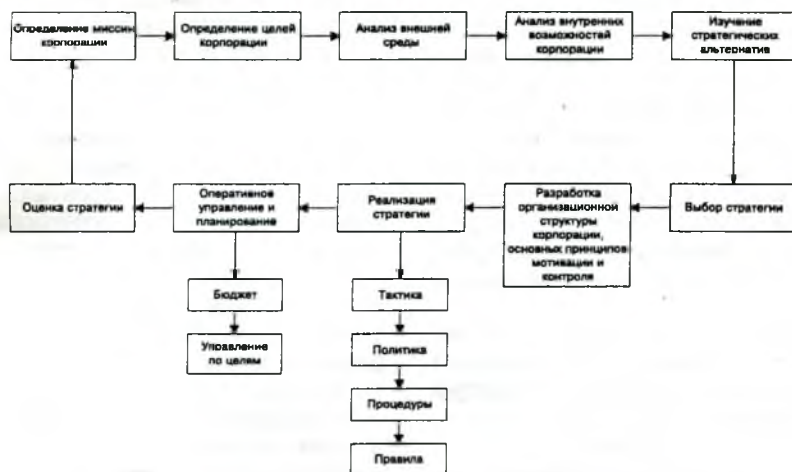 Определение миссии
корпорации
Определение целей
корпорации
Анализ внешней
среды
Анализ внутренних
возможностей
корпорации
Изучение
стратегических
альтернатив
Оценка стратегии
Оперативное
управление и
планирование
Реализация
стратегии
Разработка
организационной
структуры
корпорации,
основных принципов
мотивации и
контроля
Выбор стратегии
Бюджет
Управление
по целям
Тактика
Политика
Процедуры
Правила